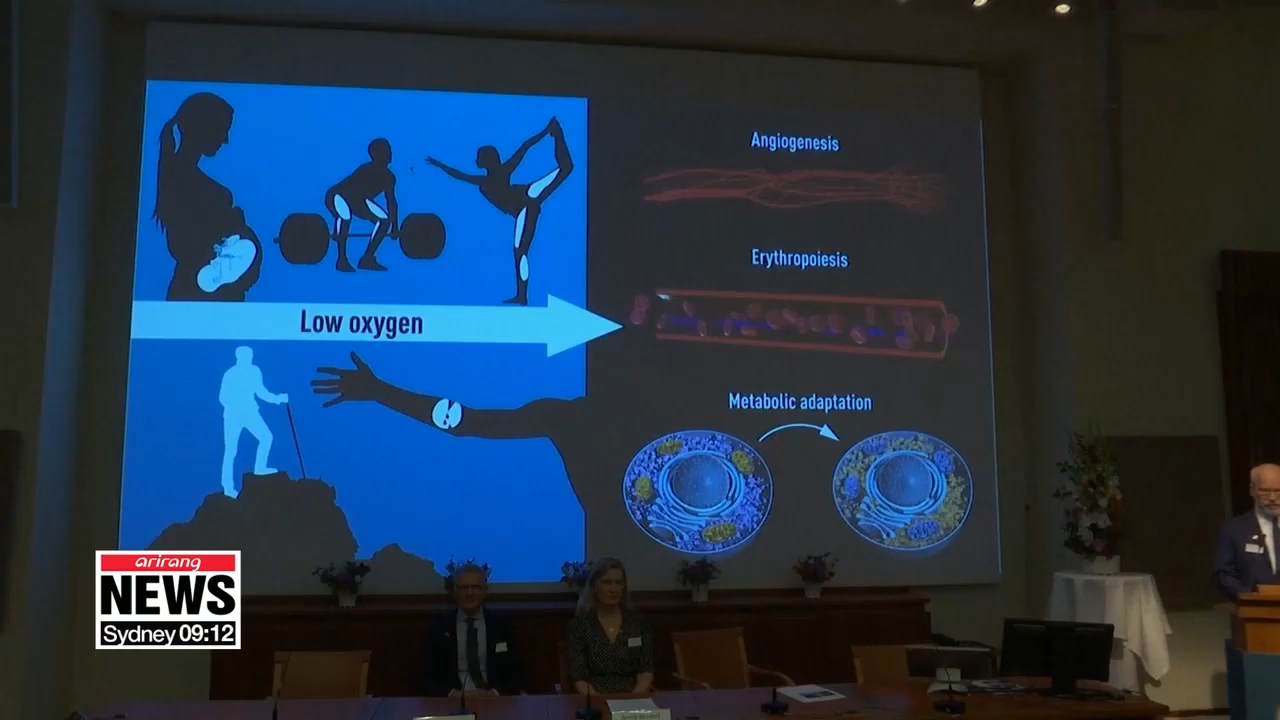 Angiogenesis
Erythropoiesis
Low oxygen
Metabolic adaptation
arirang
NEWS
Sydney 09:12